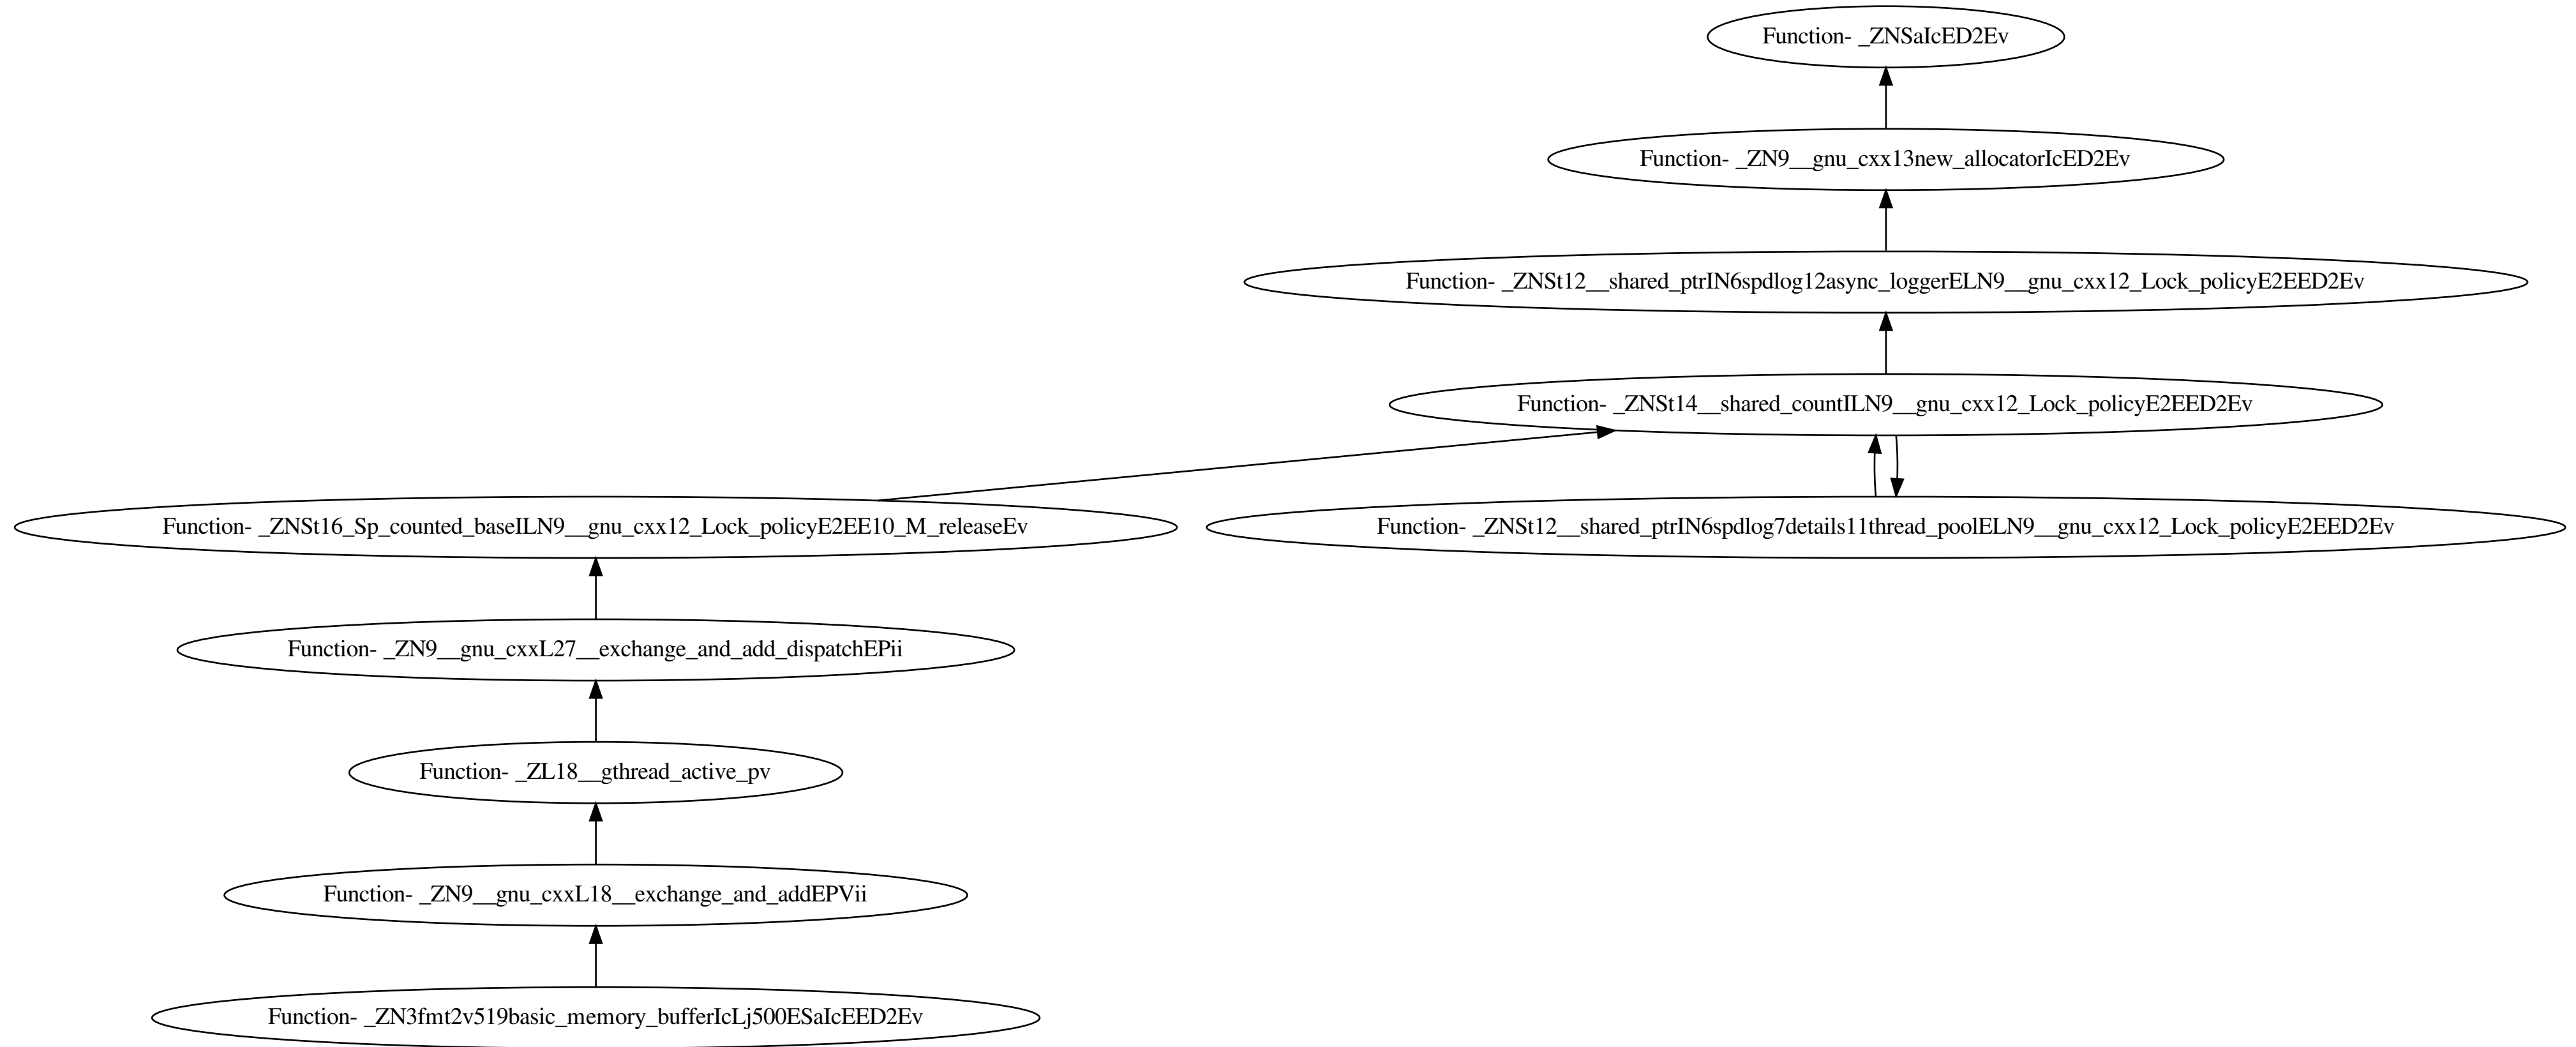 Function- _ZNSaIcED2Ev
Function- _ZN9__gnu_cxx13new_allocatorIcED2Ev
Function- _ZNSt12__shared_ptrIN6spdlog12async_loggerELN9__gnu_cxx12_Lock_policyE2EED2Ev
Function- _ZNSt14__shared_countILN9__gnu_cxx12_Lock_policyE2EED2Ev
Function- _ZNSt16_Sp_counted_baseILN9__gnu_cxx12_Lock_policyE2EE10_M_releaseEv
Function- _ZNSt12__shared_ptrIN6spdlog7details11thread_poolELN9__gnu_cxx12_Lock_policyE2EED2Ev
Function- _ZN9__gnu_cxxL27__exchange_and_add_dispatchEPii
Function- _ZL18__gthread_active_pv
Function- _ZN9__gnu_cxxL18__exchange_and_addEPVii
Function- _ZN3fmt2v519basic_memory_bufferIcLj500ESaIcEED2Ev